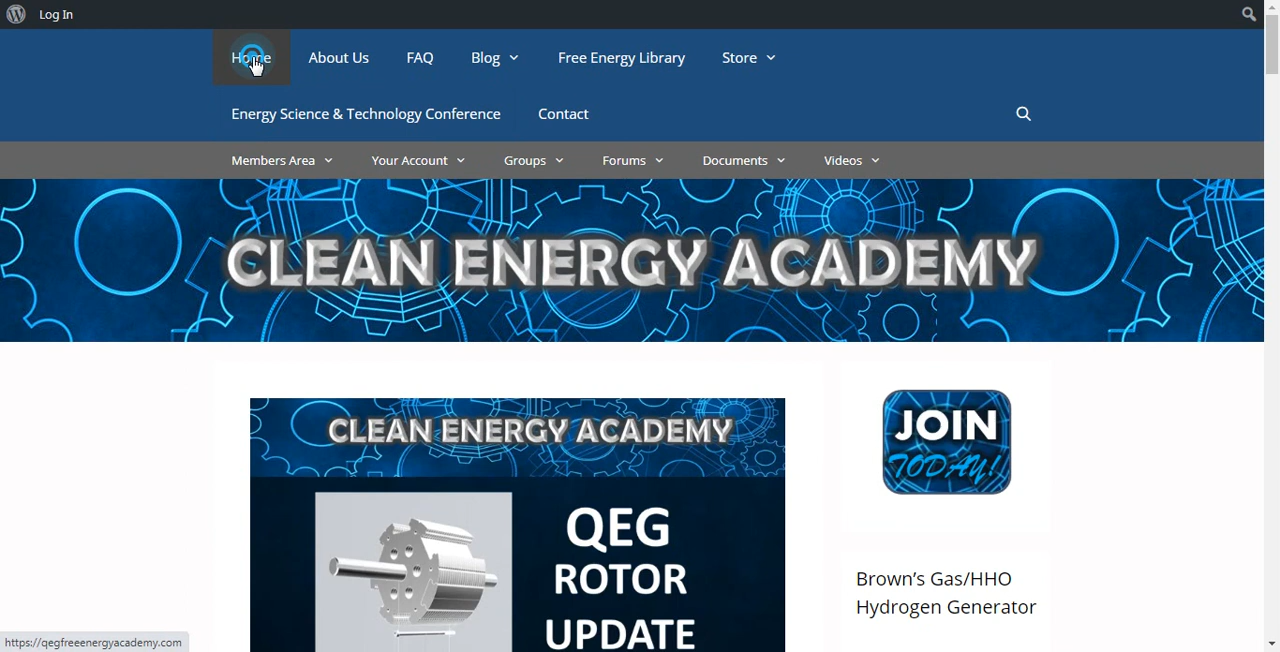 Log In
Home About Us FAQ Blog Free Energy Library Store
Energy Science & Technology Conference Contact
Members Area Your Account Groups Forums Documents Videos
CLEAN ENERGY ACADEMY
CLEAN ENERGY ACADEMY
QEG
ROTOR
UPDATE
JOIN
TODAY!
Brown’s Gas/HHO
Hydrogen Generator
https://qegfreeenergyacademy.com